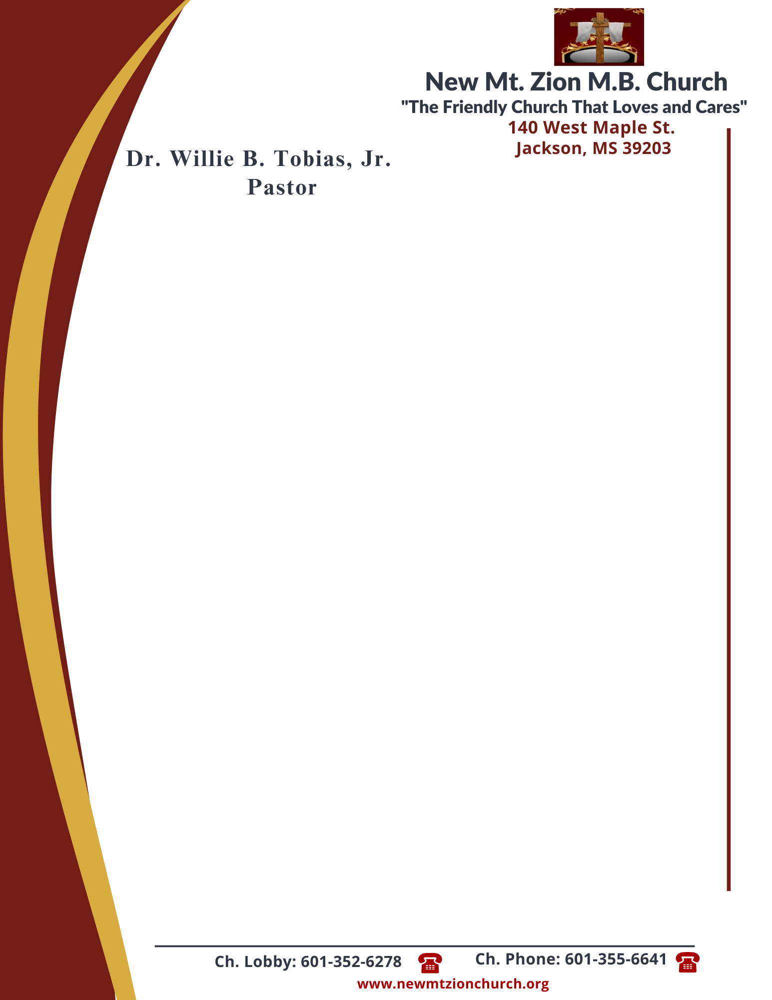 New Mt. Zion M.B. Church
"The Friendly Church That Loves and Cares"
140 West Maple St.
Jackson, MS 39203
Dr. Willie B. Tobias, Jr.
Pastor
Ch. Lobby: 601-352-6278
Ch. Phone: 601-355-6641
www.newmtzionchurch.org